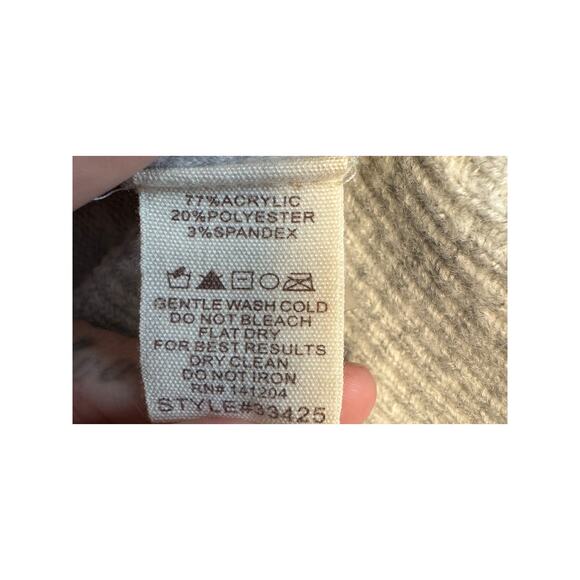 77%ACRYLIC
20%POLYESTER
3%SPANDEX
GENTLE WASH COLD
DO NOT BLEACH
FLAT DRY
FOR BEST RESULTS
DRY CLEAN
DO NOT IRON
RN# 141204
STYLE#33425